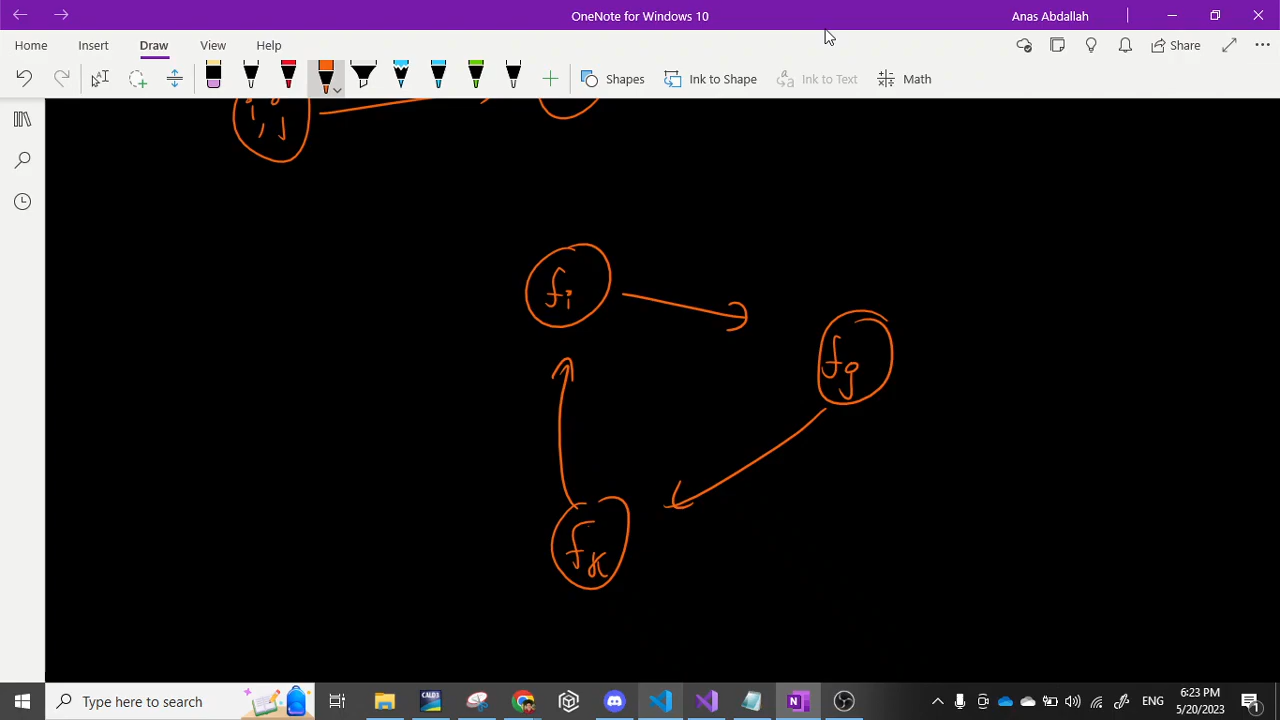 OneNote for Windows 10
Anas Abdallah
Home
Insert
Draw
View
Help
Share
Shapes
Ink to Shape
Ink to Text
Math
i
, j
fi
fg
fk
Type here to search
ENG
6:23 PM
5/20/2023